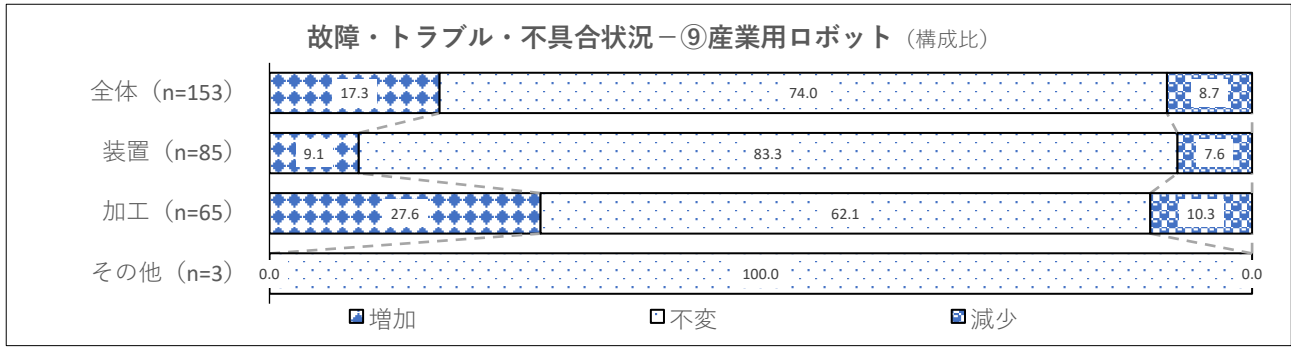 故障・トラブル・不具合状況－⑨産業用ロボット（構成比）
全体（n=153） 17.3 74.0 8.7
装置（n=85） 9.1 83.3 7.6
加工（n=65） 27.6 62.1 10.3
その他（n=3） 0.0 100.0 0.0
増加 不変 減少